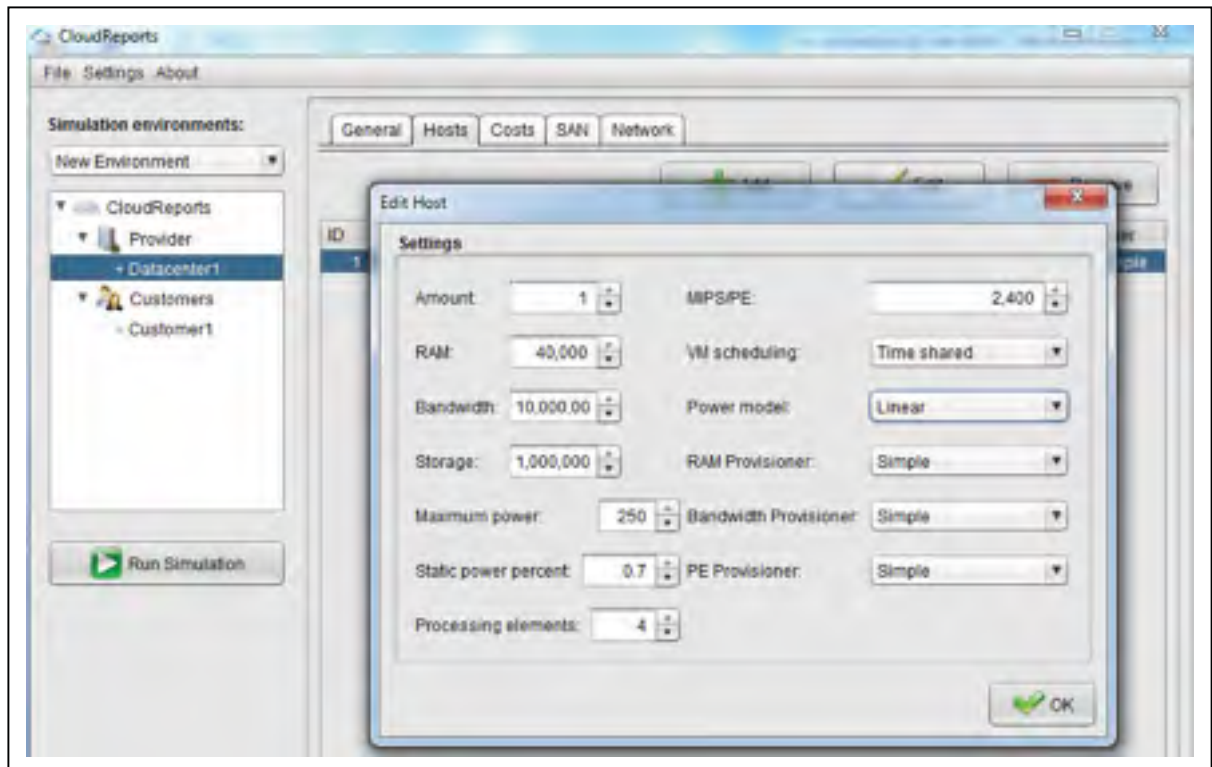 CloudReports
File Settings About
Simulation environments:
New Environment
CloudReports
Provider
Datacenter1
Customers
Customer1
Run Simulation
General Hosts Costs SAN Network
ID
1
Edit Host
Settings
Amount: 1 MIPS/PE: 2,400
RAM: 40,000 VM scheduling: Time shared
Bandwidth: 10,000,00 Power model: Linear
Storage: 1,000,000 RAM Provisioner: Simple
Maximum power: 250 Bandwidth Provisioner: Simple
Static power percent: 0.7 PE Provisioner: Simple
Processing elements: 4
OK